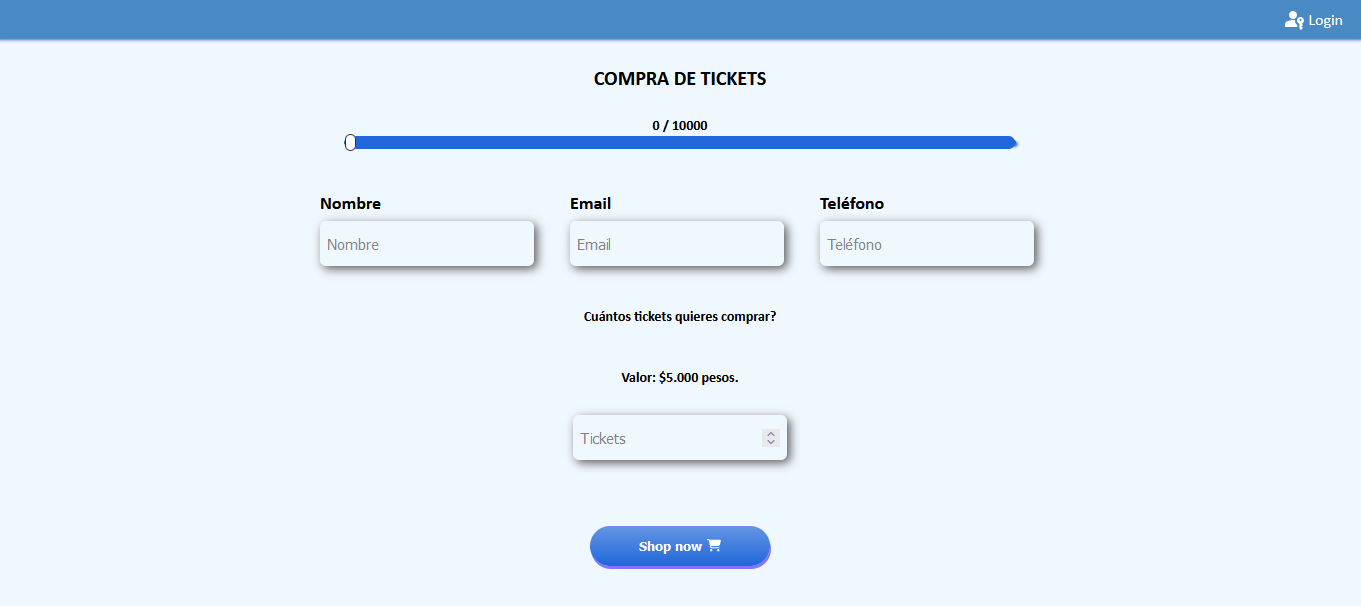 Login
COMPRA DE TICKETS
0 / 10000
Nombre Email Teléfono
Nombre Email Teléfono
Cuántos tickets quieres comprar?
Valor: $5.000 pesos.
Tickets
Shop now